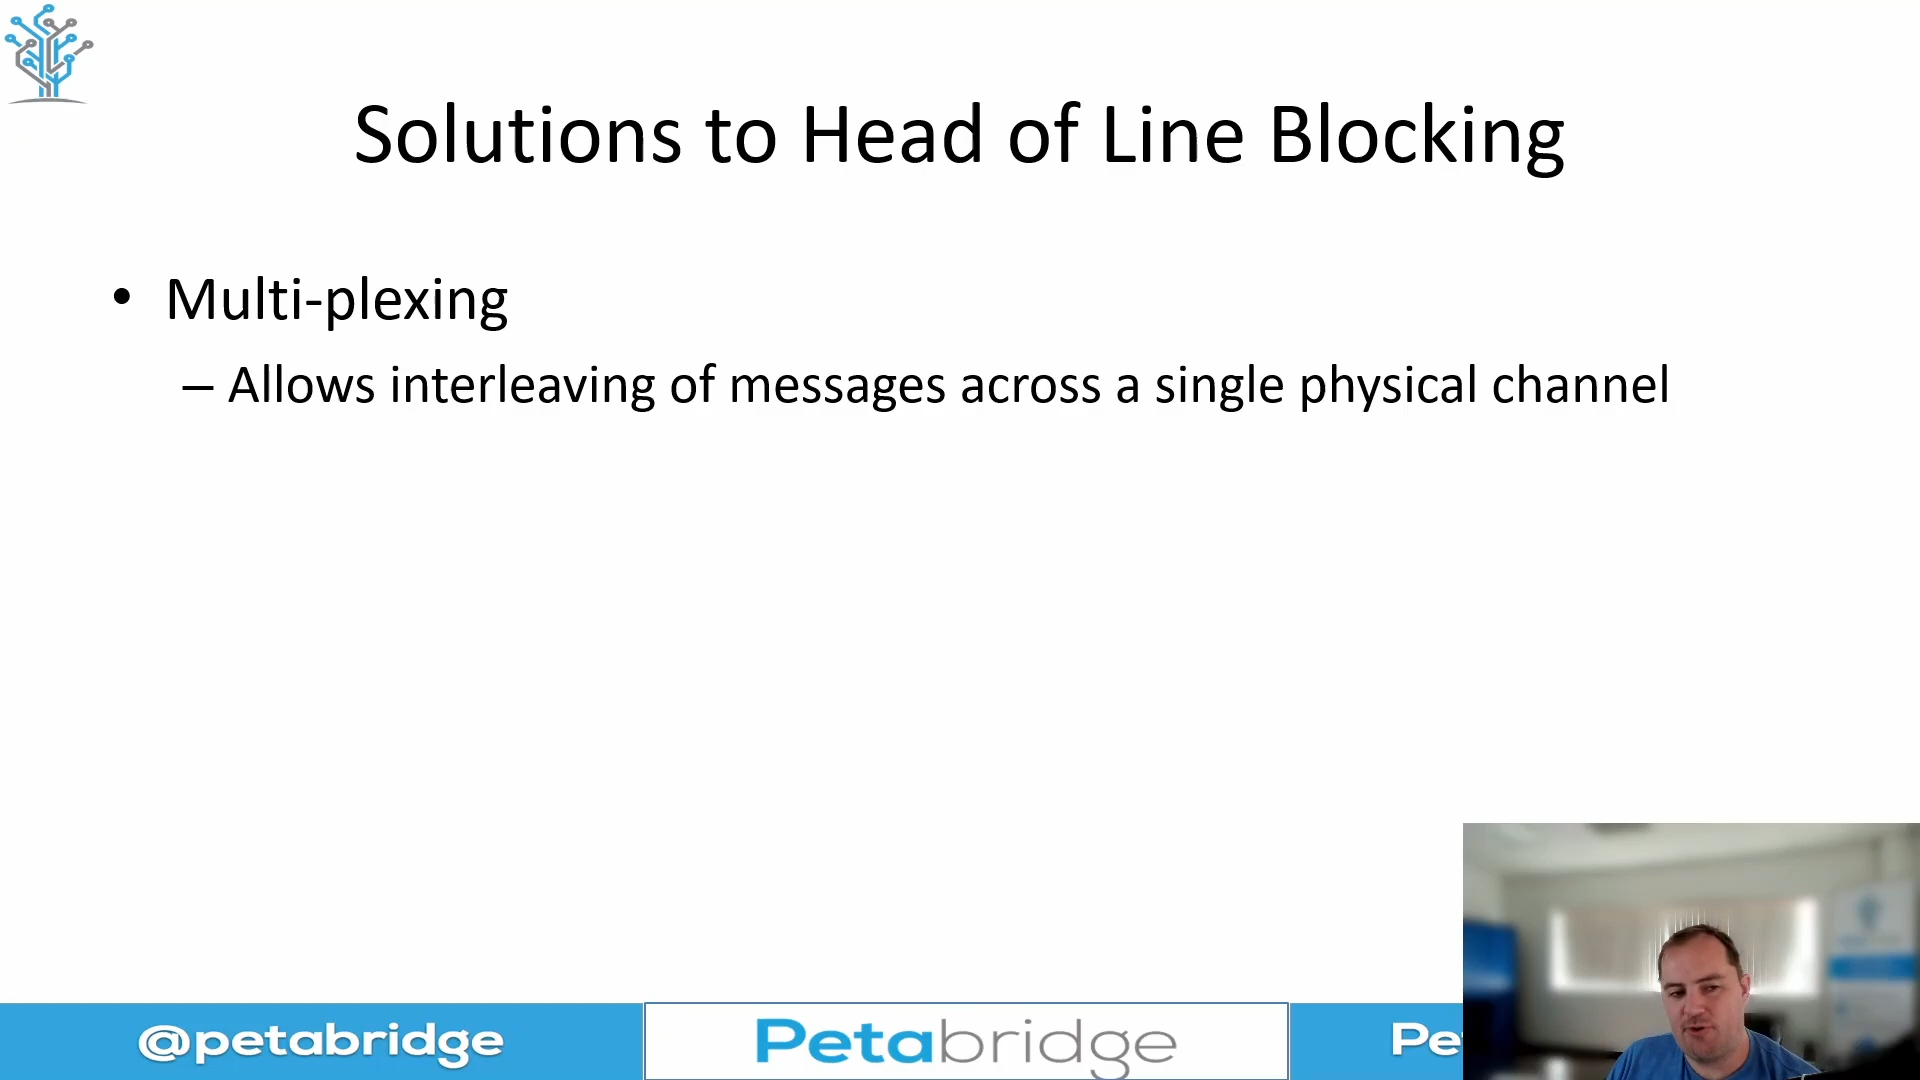 Solutions to Head of Line Blocking
• Multi-plexing
– Allows interleaving of messages across a single physical channel
@petabridge
Petabridge
Pe